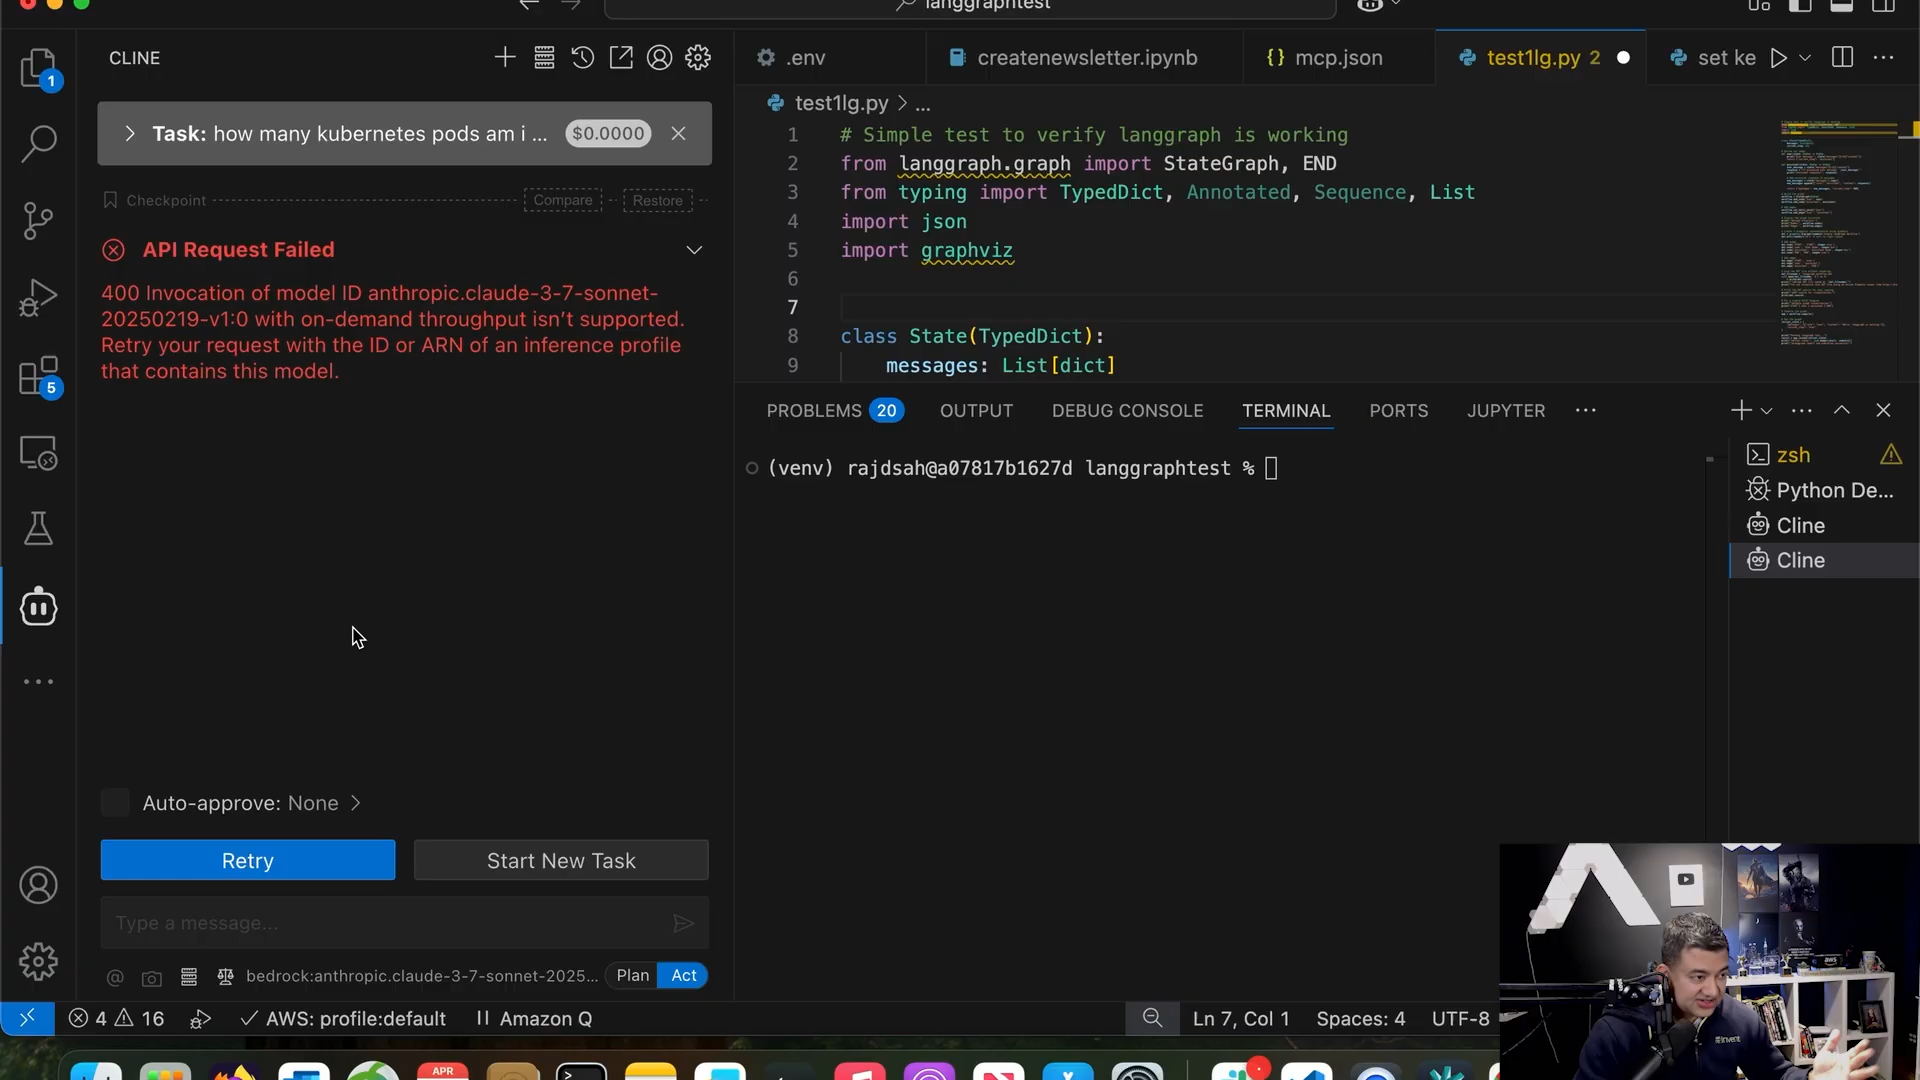 langgraphtest
CLINE
1
Task: how many kubernetes pods am i ...
$0.0000
Checkpoint
Compare
Restore
API Request Failed
400 Invocation of model ID anthropic.claude-3-7-sonnet-
20250219-v1:0 with on-demand throughput isn't supported.
Retry your request with the ID or ARN of an inference profile
that contains this model.
5
Auto-approve: None
Retry
Start New Task
Type a message...
bedrock:anthropic.claude-3-7-sonnet-2025...
Plan
Act
.env
createnewsletter.ipynb
mcp.json
test1lg.py 2
set ke
test1lg.py > ...
1 # Simple test to verify langgraph is working
2 from langgraph.graph import StateGraph, END
3 from typing import TypedDict, Annotated, Sequence, List
4 import json
5 import graphviz
6
7
8 class State(TypedDict):
9 messages: List[dict]
PROBLEMS 20 OUTPUT DEBUG CONSOLE TERMINAL PORTS JUPYTER
(venv) rajdsah@a07817b1627d langgraphtest %
zsh
Python De...
Cline
Cline
4 16 AWS: profile:default Amazon Q Ln 7, Col 1 Spaces: 4 UTF-8
APR